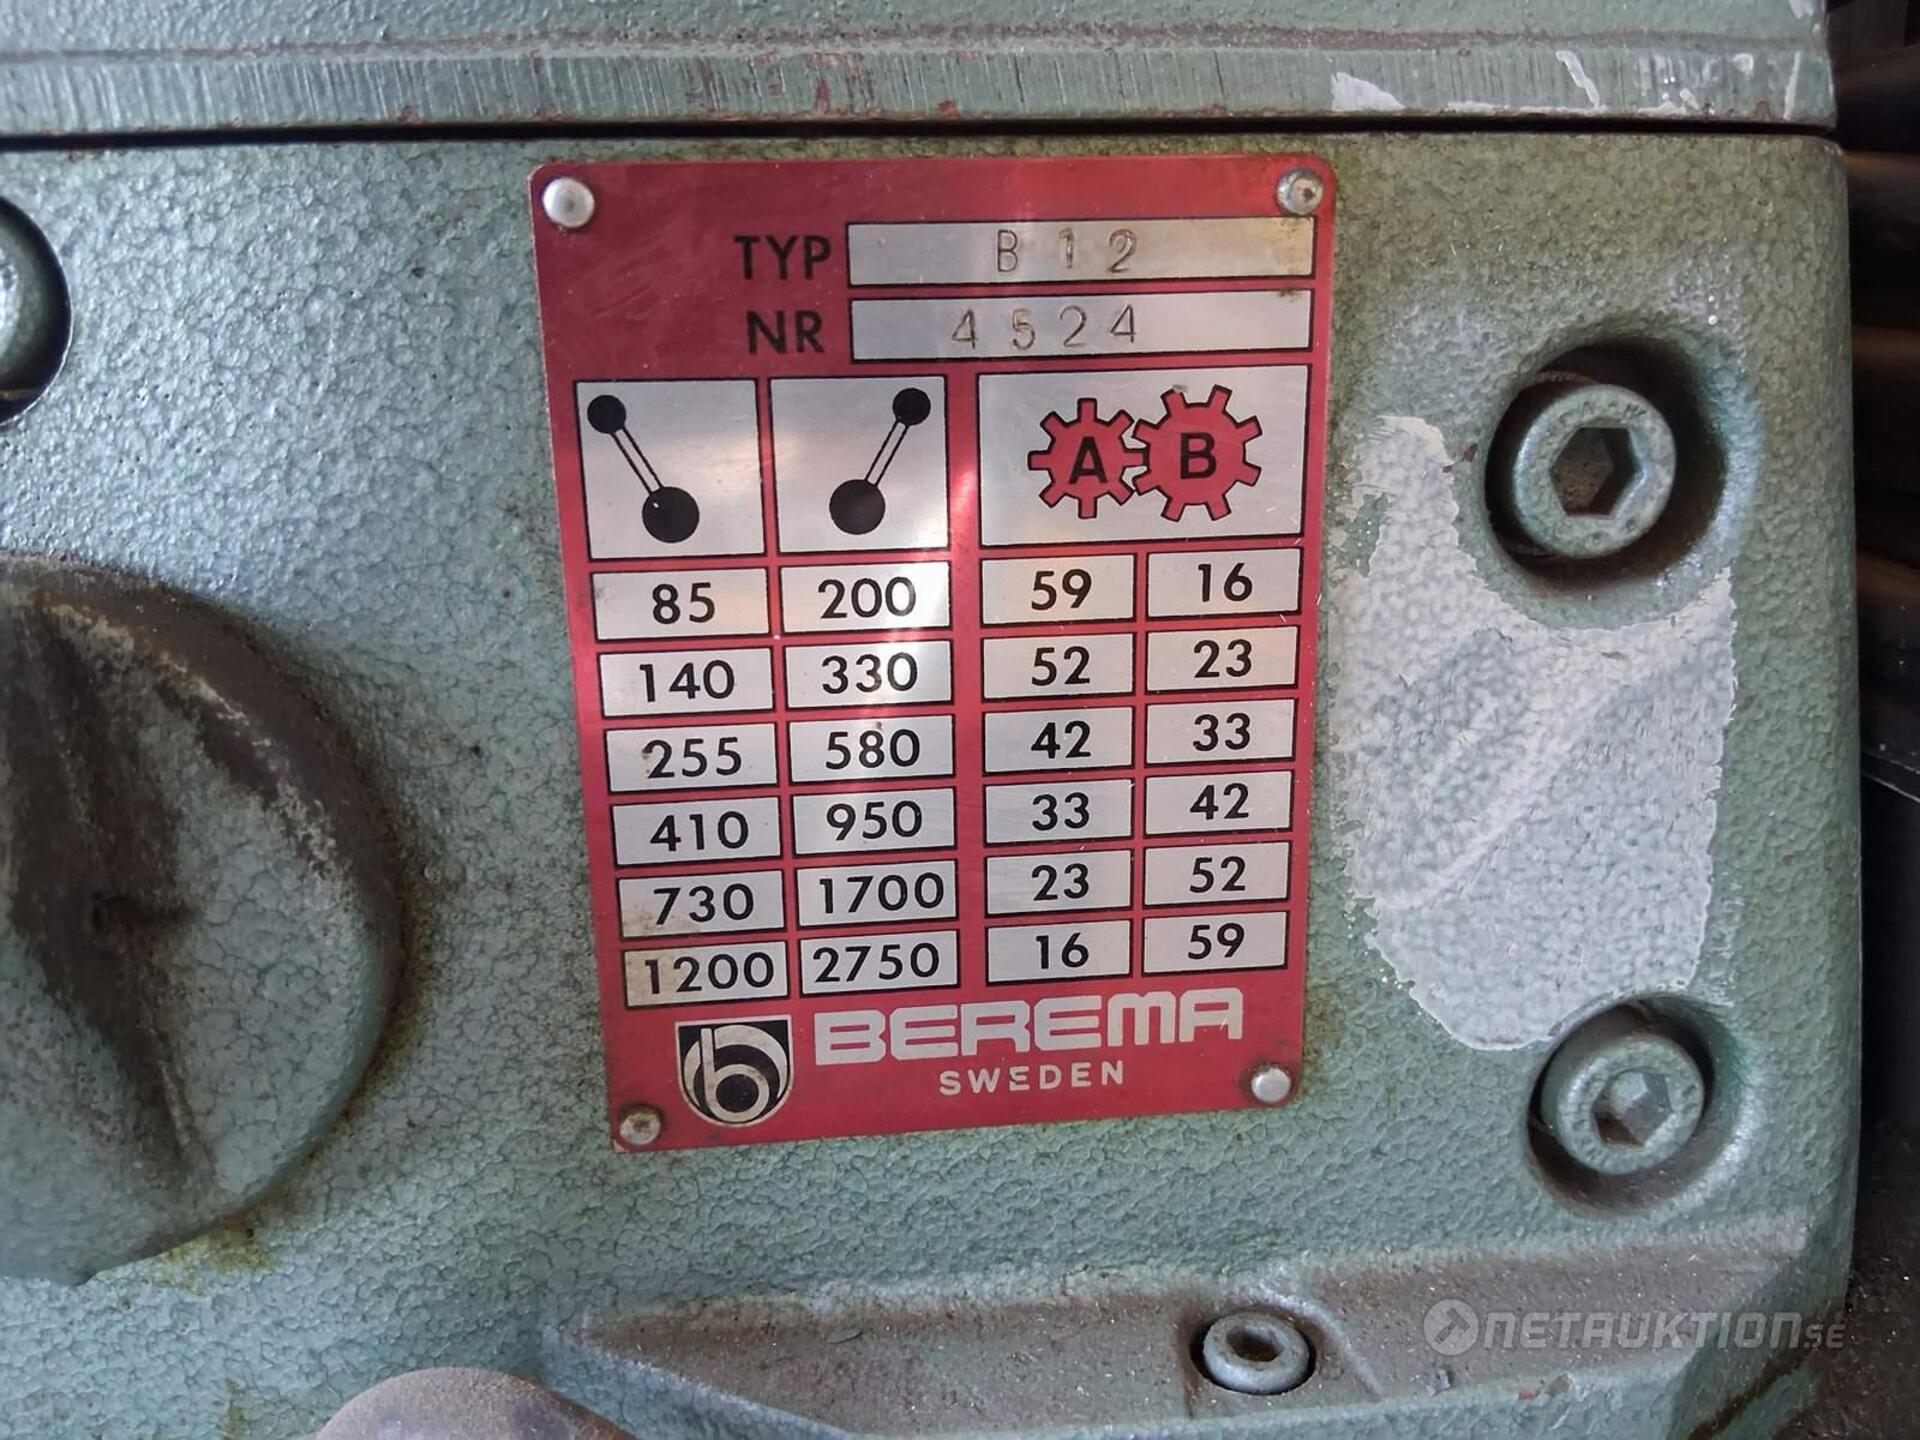 TYP B12
NR 4524
A B
85 200 59 16
140 330 52 23
255 580 42 33
410 950 33 42
730 1700 23 52
1200 2750 16 59
b BEREMA
SWEDEN
NETAUKTION.SE